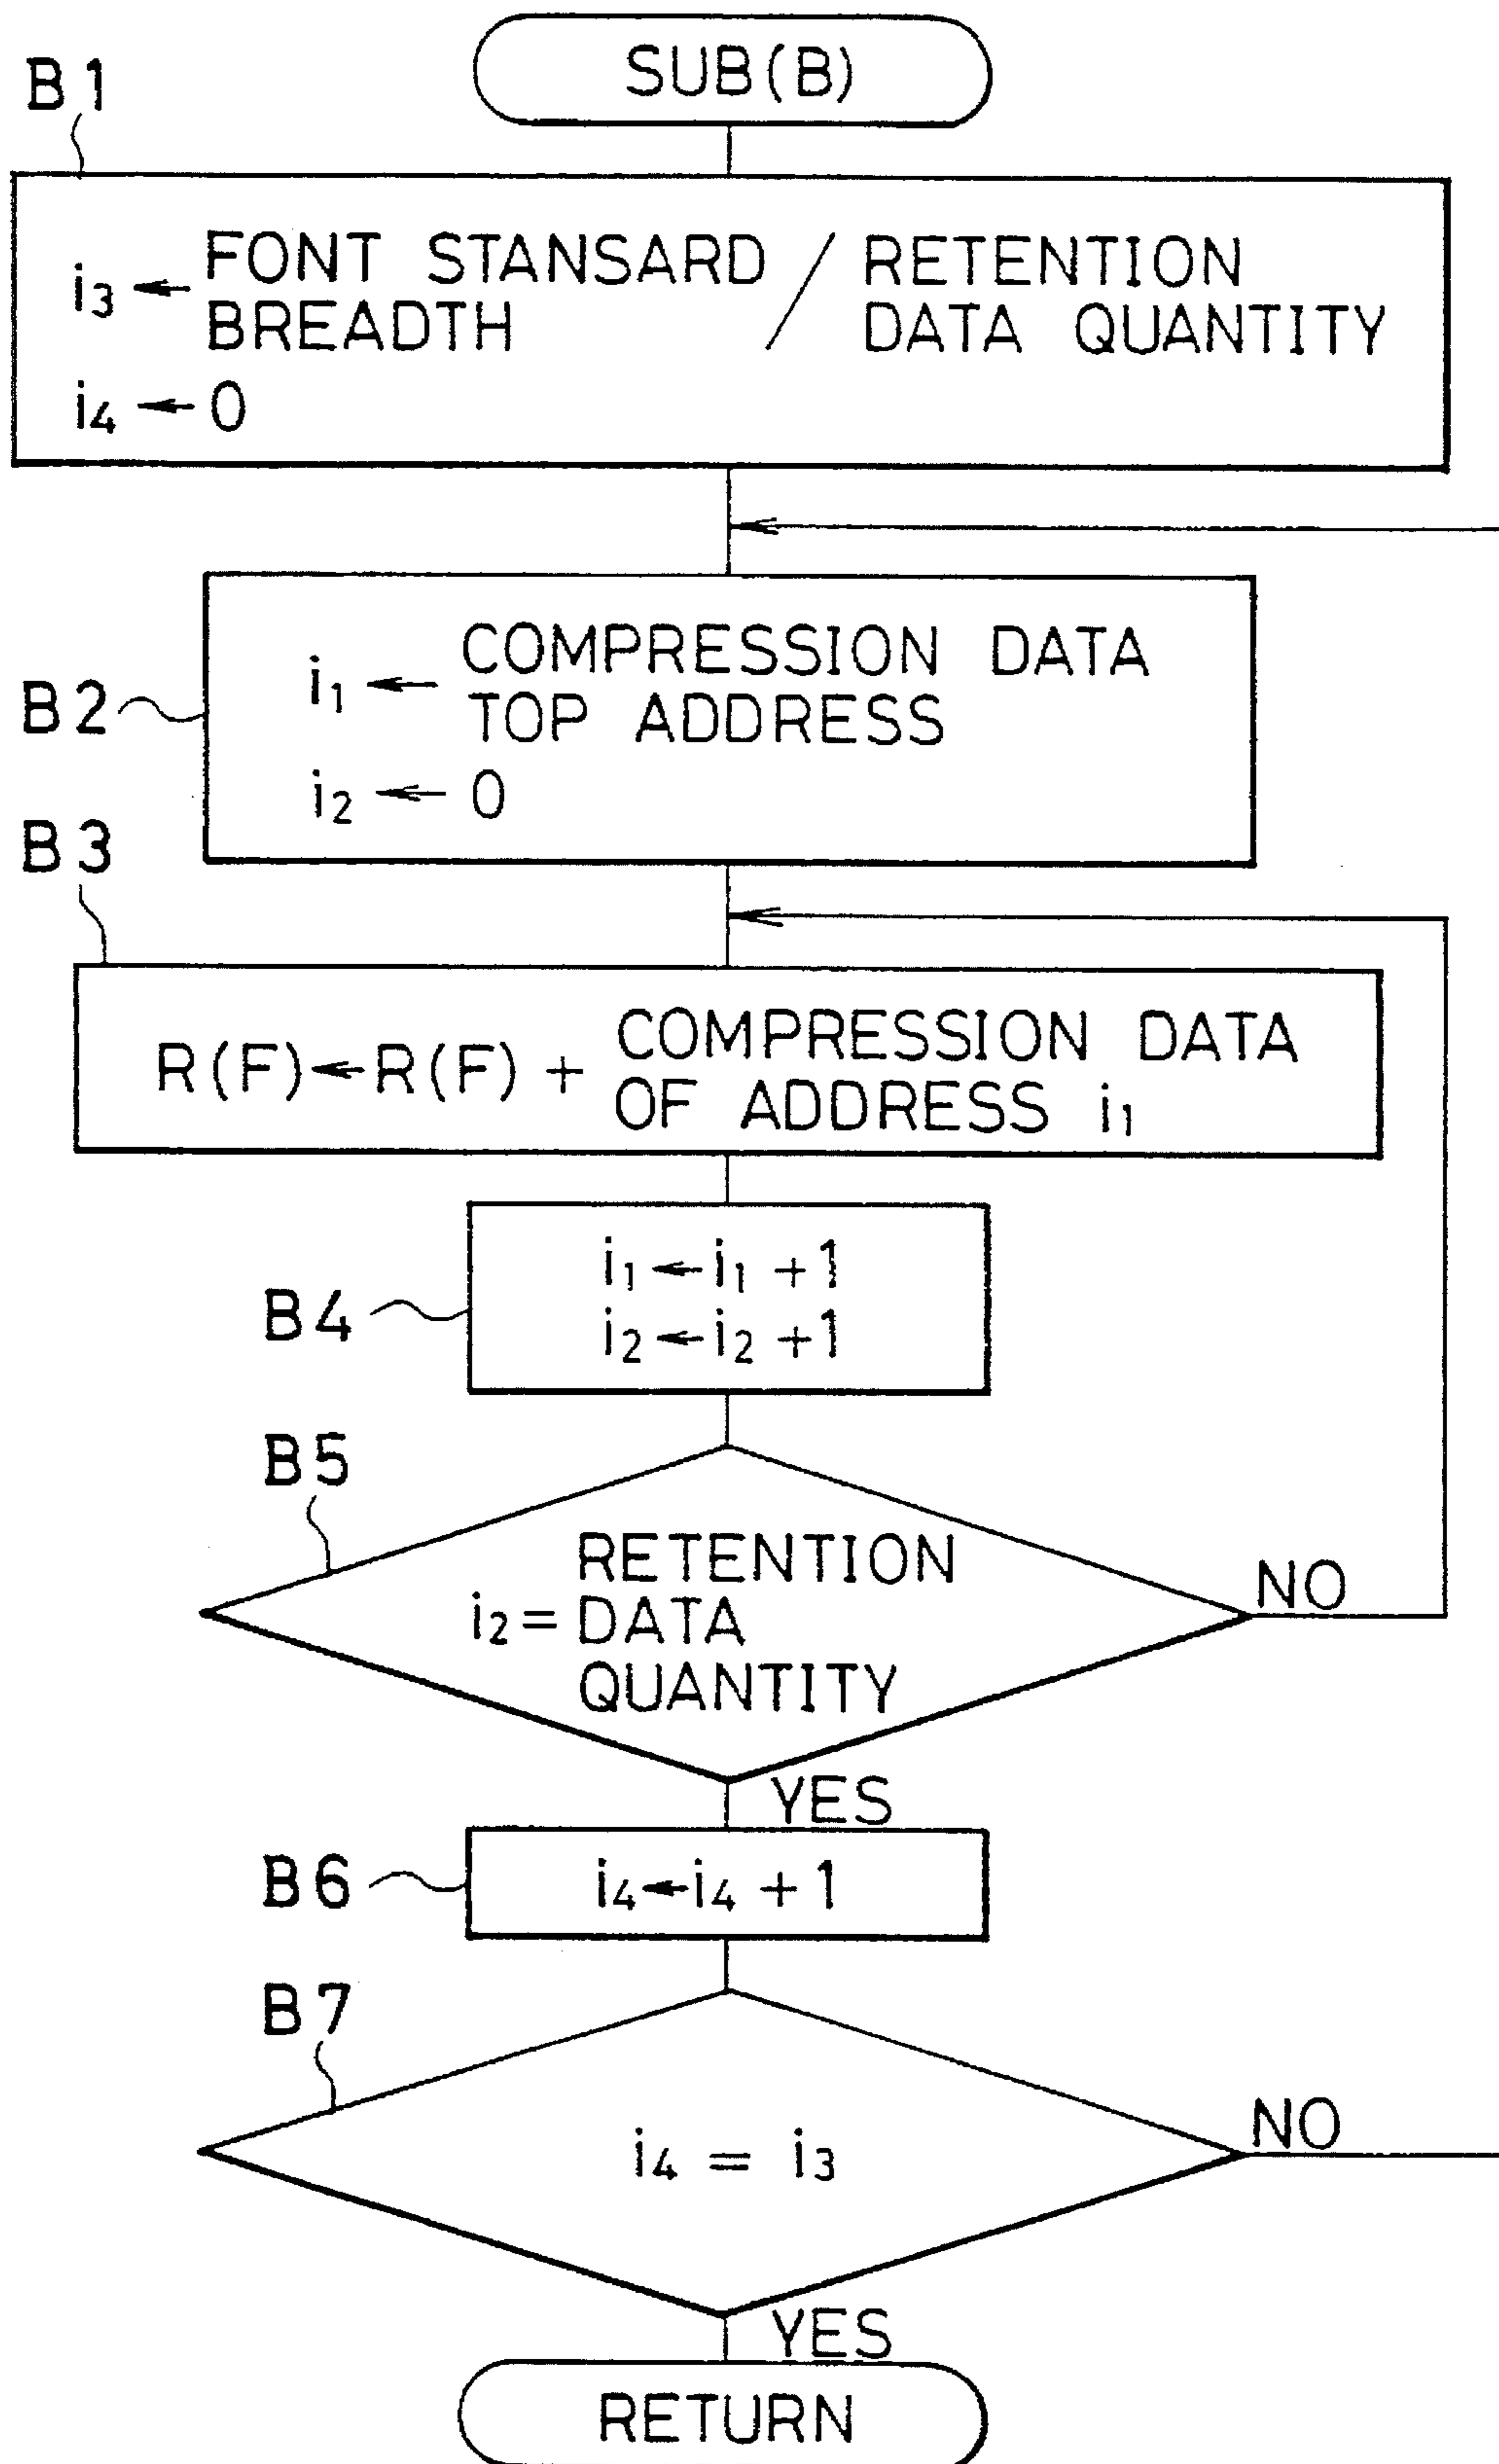 SUB(B)
B1
i3 ← FONT STANSARD BREADTH / RETENTION DATA QUANTITY
i4 ← 0
B2
i1 ← COMPRESSION DATA TOP ADDRESS
i2 ← 0
B3
R(F) ← R(F) + COMPRESSION DATA OF ADDRESS i1
B4
i1 ← i1 + 1
i2 ← i2 + 1
B5
i2 = RETENTION DATA QUANTITY
NO
YES
B6
i4 ← i4 + 1
B7
i4 = i3
NO
YES
RETURN